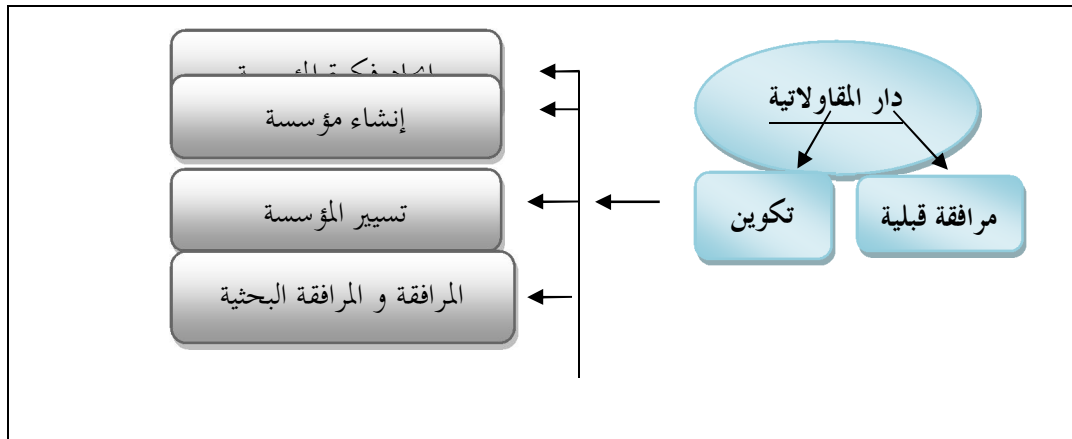 دار المقاولاتية
مرافقة قبلية
تكوين
إنشاء مؤسسة
تسيير المؤسسة
المرافقة و المرافقة البحثية